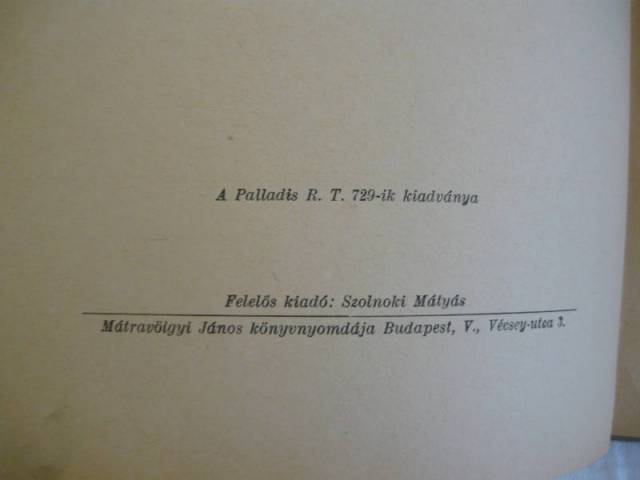 A Palladis R. T. 729-ik kiadványa
Felelős kiadó: Szolnoki Mátyás
Mátravölgyi János könyvnyomdája Budapest, V., Vécsey-utca 3.